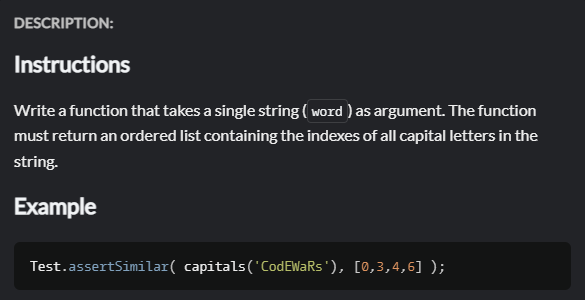 DESCRIPTION:
Instructions
Write a function that takes a single string ( word ) as argument. The function
must return an ordered list containing the indexes of all capital letters in the
string.
Example
Test.assertSimilar( capitals('CodEWaRs'), [0,3,4,6] );